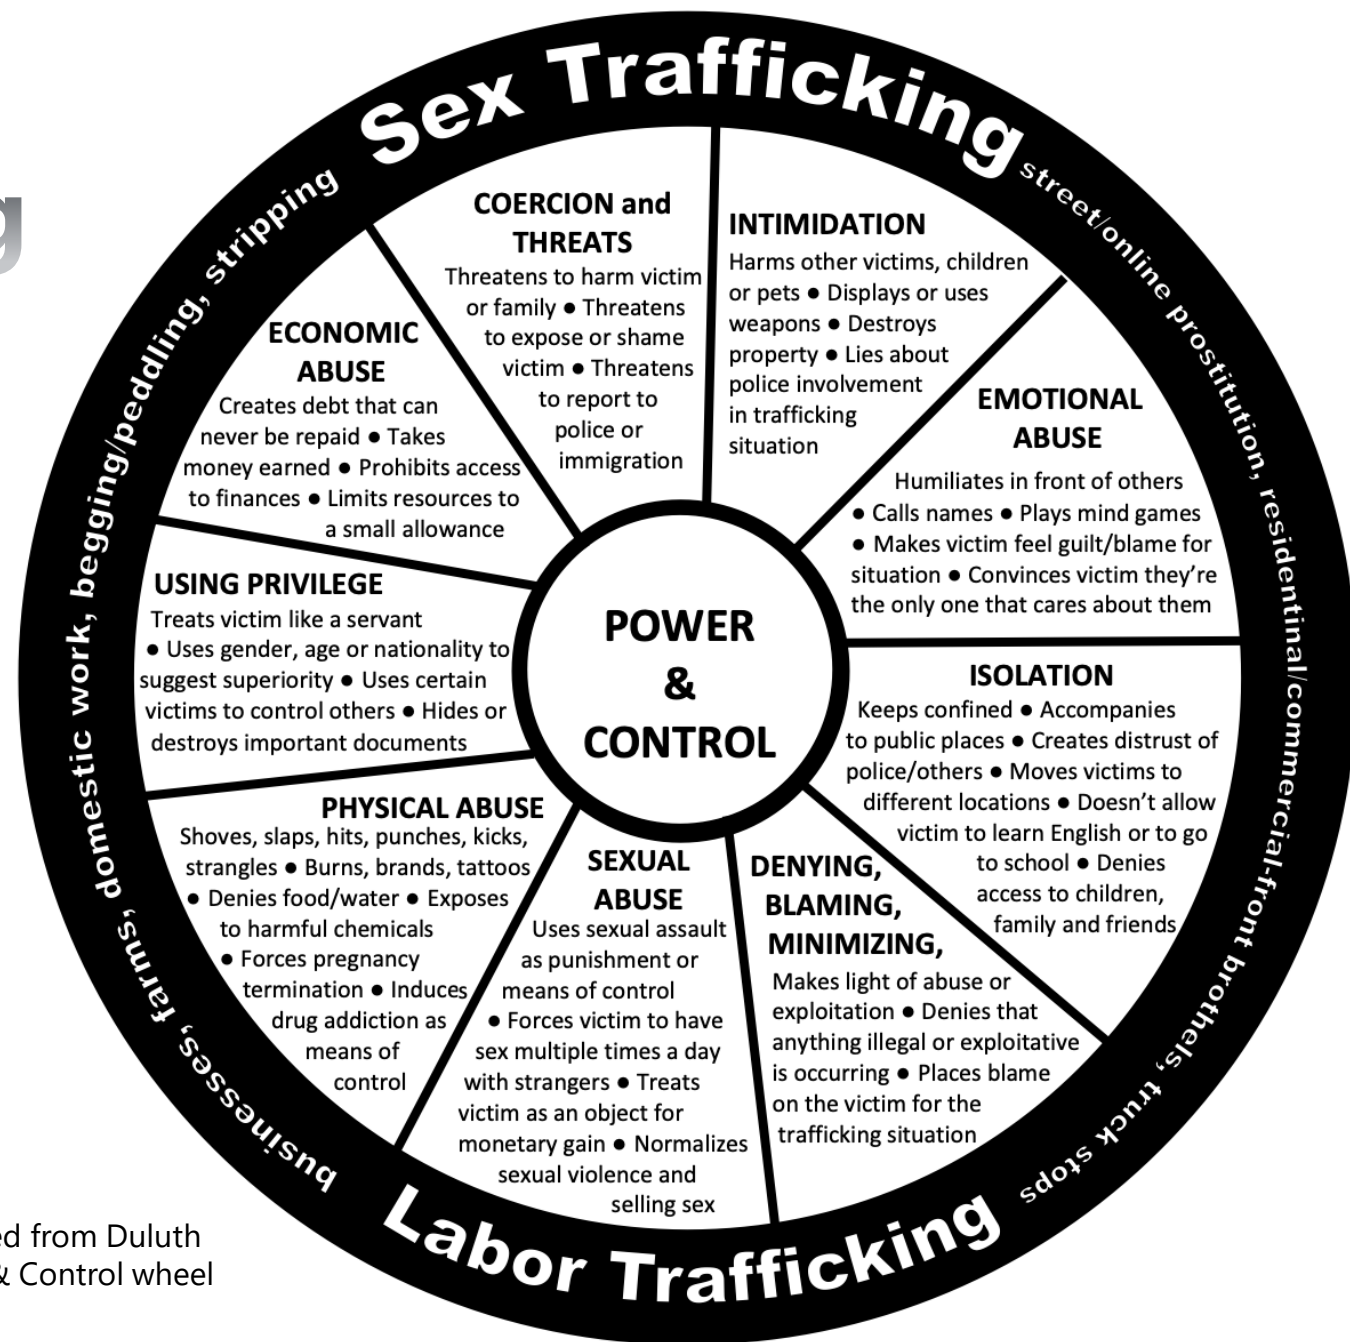 g
Sex Trafficking
street/online prostitution, residentinal/commercial-front brothels, truck stops
Labor Trafficking
businesses, farms, domestic work, begging/peddling, stripping
COERCION and
THREATS
Threatens to harm victim
or family ● Threatens
to expose or shame
victim ● Threatens
to report to
police or
immigration
INTIMIDATION
Harms other victims, children
or pets ● Displays or uses
weapons ● Destroys
property ● Lies about
police involvement
in trafficking
situation
EMOTIONAL
ABUSE
Humiliates in front of others
● Calls names ● Plays mind games
● Makes victim feel guilt/blame for
situation ● Convinces victim they’re
the only one that cares about them
ISOLATION
Keeps confined ● Accompanies
to public places ● Creates distrust of
police/others ● Moves victims to
different locations ● Doesn’t allow
victim to learn English or to go
to school ● Denies
access to children,
family and friends
DENYING,
BLAMING,
MINIMIZING,
Makes light of abuse or
exploitation ● Denies that
anything illegal or exploitative
is occurring ● Places blame
on the victim for the
trafficking situation
SEXUAL
ABUSE
Uses sexual assault
as punishment or
means of control
● Forces victim to have
sex multiple times a day
with strangers ● Treats
victim as an object for
monetary gain ● Normalizes
sexual violence and
selling sex
PHYSICAL ABUSE
Shoves, slaps, hits, punches, kicks,
strangles ● Burns, brands, tattoos
● Denies food/water ● Exposes
to harmful chemicals
● Forces pregnancy
termination ● Induces
drug addiction as
means of
control
USING PRIVILEGE
Treats victim like a servant
● Uses gender, age or nationality to
suggest superiority ● Uses certain
victims to control others ● Hides or
destroys important documents
ECONOMIC
ABUSE
Creates debt that can
never be repaid ● Takes
money earned ● Prohibits access
to finances ● Limits resources to
a small allowance
POWER
&
CONTROL
ed from Duluth
& Control wheel